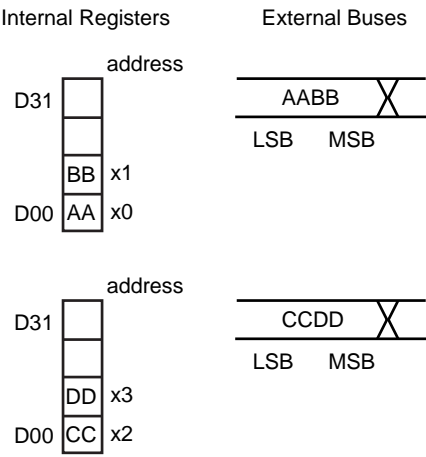 Internal Registers External Buses
address
D31 AABB
LSB MSB
BB x1
D00 AA x0
address
D31 CCDD
LSB MSB
DD x3
D00 CC x2